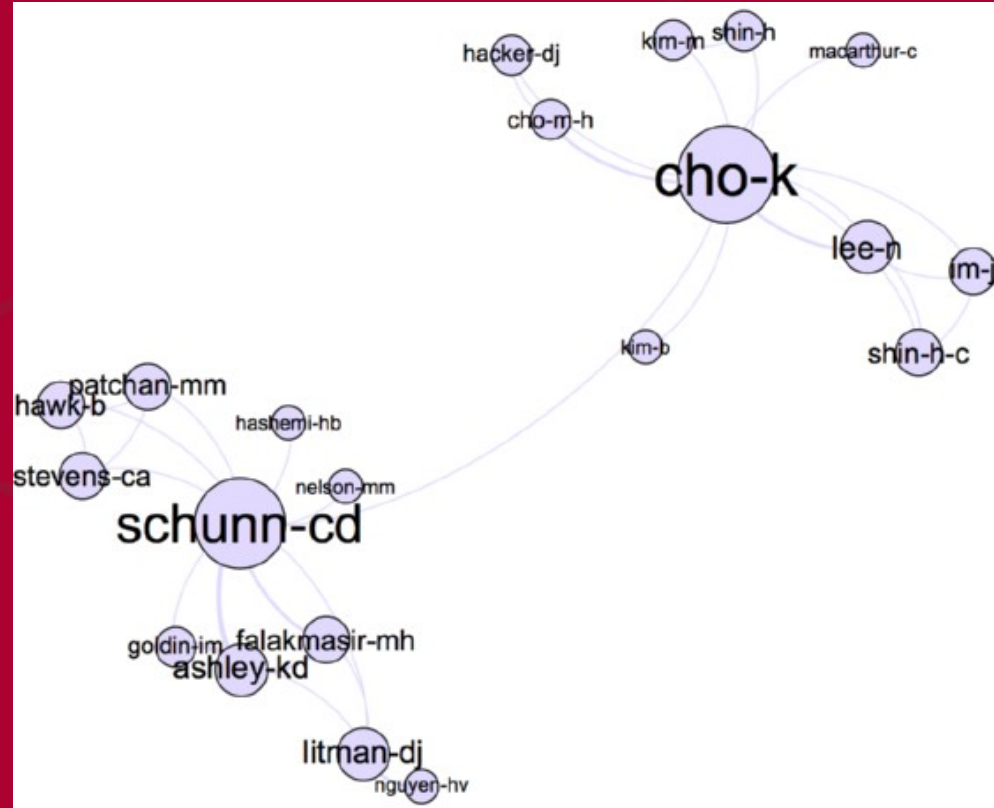 shin-h
kim-m
hacker-dj
macarthur-c
cho-m-h
cho-k
lee-n
im-j
kim-b
shin-h-c
patchan-mm
hawk-b
hashemi-hb
stevens-ca
nelson-mm
schunn-cd
goldin-im
falakmasir-mh
ashley-kd
litman-dj
nguyen-hv